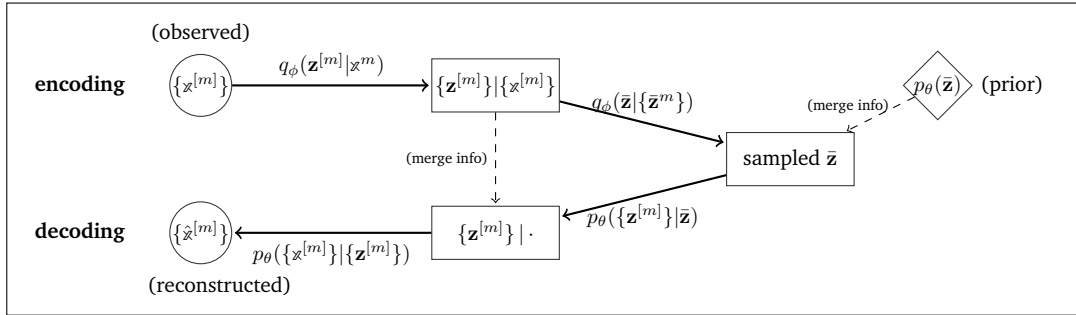 (observed)
encoding
{𝕩^[m]}
q_ϕ(𝐳^[m]|𝕩^m)
{𝐳^[m]}|{𝕩^[m]}
q_ϕ(𝐳̄|{𝐳̄^m})
(merge info)
p_θ(𝐳̄)
(prior)
(merge info)
sampled 𝐳̄
decoding
{𝕩̂^[m]}
p_θ({𝕩^[m]}|{𝐳^[m]})
{𝐳^[m]} | ·
p_θ({𝐳^[m]}|𝐳̄)
(reconstructed)